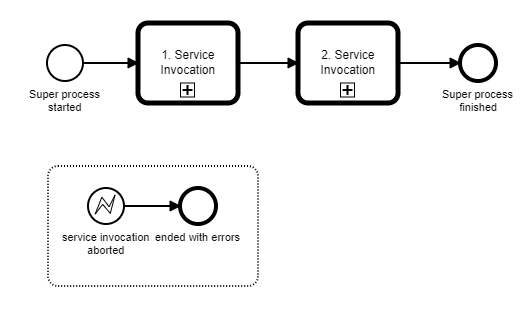 1. Service
Invocation
2. Service
Invocation
Super process
started
Super process
finished
service invocation
aborted
ended with errors